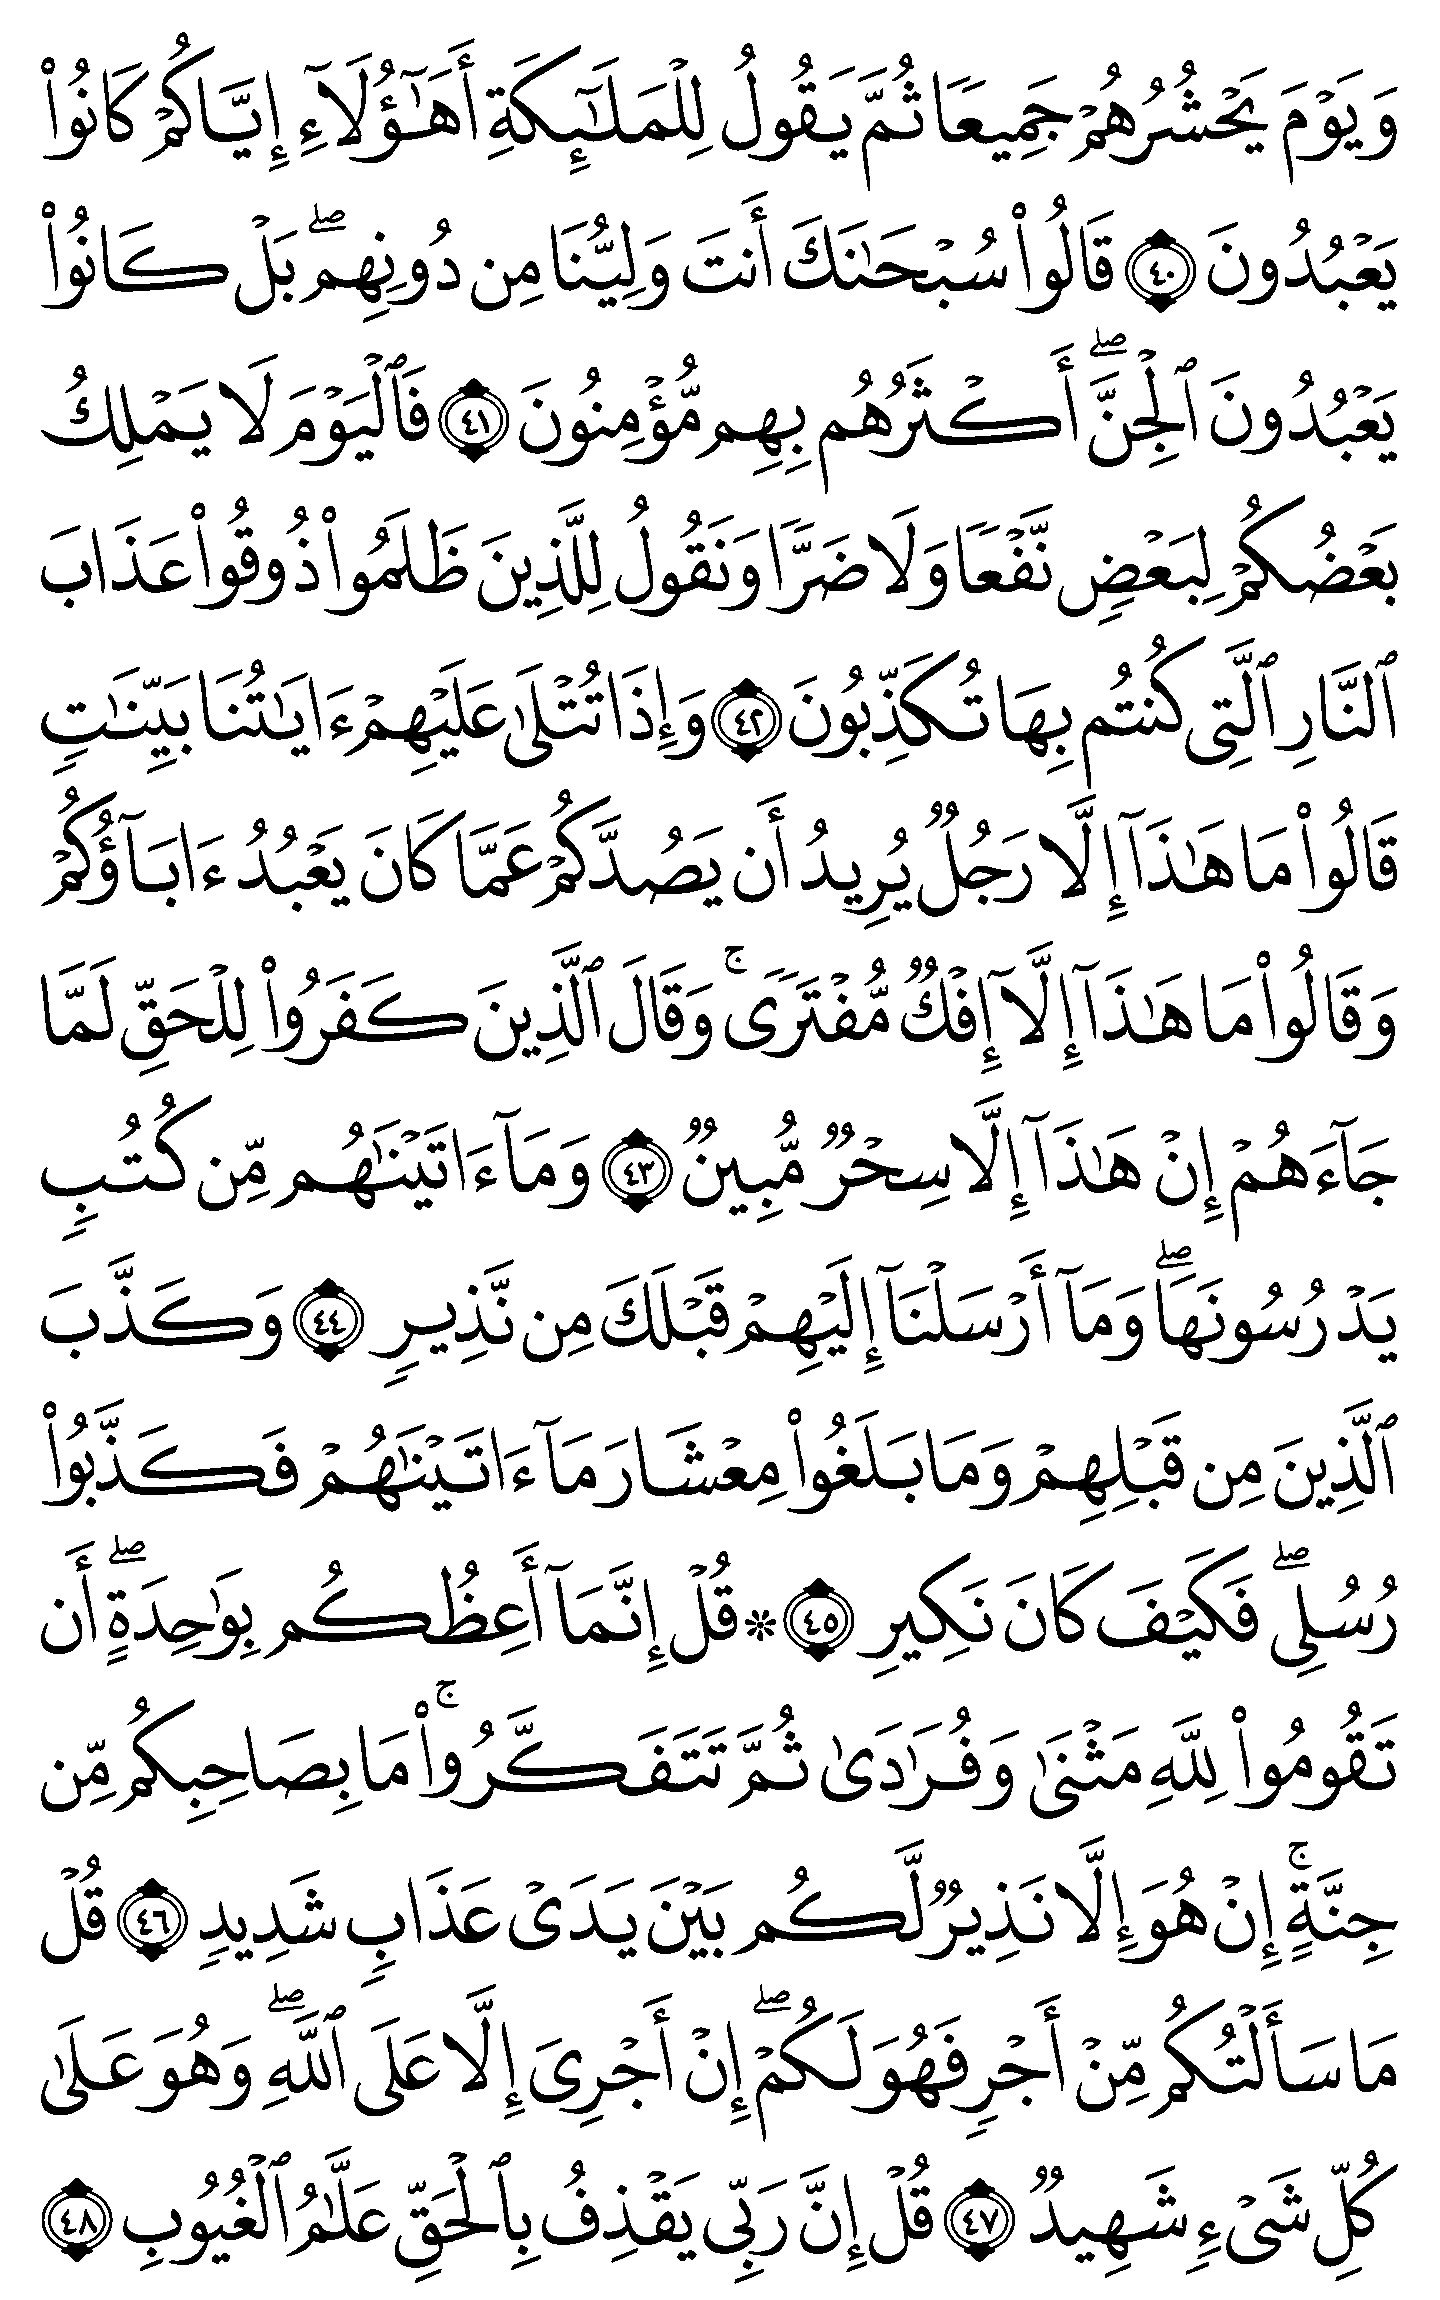 وَيَوْمَ يَحْشُرُهُمْ جَمِيعًا ثُمَّ يَقُولُ لِلْمَلَٰٓئِكَةِ أَهَٰٓؤُلَآءِ إِيَّاكُمْ كَانُوا۟
يَعْبُدُونَ ٤٠ قَالُوا۟ سُبْحَٰنَكَ أَنتَ وَلِيُّنَا مِن دُونِهِم ۖ بَلْ كَانُوا۟
يَعْبُدُونَ ٱلْجِنَّ ۖ أَكْثَرُهُم بِهِم مُّؤْمِنُونَ ٤١ فَٱلْيَوْمَ لَا يَمْلِكُ
بَعْضُكُمْ لِبَعْضٍ نَّفْعًا وَلَا ضَرًّا وَنَقُولُ لِلَّذِينَ ظَلَمُوا۟ ذُوقُوا۟ عَذَابَ
ٱلنَّارِ ٱلَّتِى كُنتُم بِهَا تُكَذِّبُونَ ٤٢ وَإِذَا تُتْلَىٰ عَلَيْهِمْ ءَايَٰتُنَا بَيِّنَٰتٍ
قَالُوا۟ مَا هَٰذَآ إِلَّا رَجُلٌ يُرِيدُ أَن يَصُدَّكُمْ عَمَّا كَانَ يَعْبُدُ ءَابَآؤُكُمْ
وَقَالُوا۟ مَا هَٰذَآ إِلَّآ إِفْكٌ مُّفْتَرًى ۚ وَقَالَ ٱلَّذِينَ كَفَرُوا۟ لِلْحَقِّ لَمَّا
جَآءَهُمْ إِنْ هَٰذَآ إِلَّا سِحْرٌ مُّبِينٌ ٤٣ وَمَآ ءَاتَيْنَٰهُم مِّن كُتُبٍ
يَدْرُسُونَهَا ۖ وَمَآ أَرْسَلْنَآ إِلَيْهِمْ قَبْلَكَ مِن نَّذِيرٍ ٤٤ وَكَذَّبَ
ٱلَّذِينَ مِن قَبْلِهِمْ وَمَا بَلَغُوا۟ مِعْشَارَ مَآ ءَاتَيْنَٰهُمْ فَكَذَّبُوا۟
رُسُلِى ۖ فَكَيْفَ كَانَ نَكِيرِ ٤٥ ۞ قُلْ إِنَّمَآ أَعِظُكُم بِوَٰحِدَةٍ ۖ أَن
تَقُومُوا۟ لِلَّهِ مَثْنَىٰ وَفُرَٰدَىٰ ثُمَّ تَتَفَكَّرُوا۟ ۚ مَا بِصَاحِبِكُم مِّن
جِنَّةٍ ۚ إِنْ هُوَ إِلَّا نَذِيرٌ لَّكُم بَيْنَ يَدَىْ عَذَابٍ شَدِيدٍ ٤٦ قُلْ
مَا سَأَلْتُكُم مِّنْ أَجْرٍ فَهُوَ لَكُمْ ۖ إِنْ أَجْرِىَ إِلَّا عَلَى ٱللَّهِ ۖ وَهُوَ عَلَىٰ
كُلِّ شَىْءٍ شَهِيدٌ ٤٧ قُلْ إِنَّ رَبِّى يَقْذِفُ بِٱلْحَقِّ عَلَّٰمُ ٱلْغُيُوبِ ٤٨